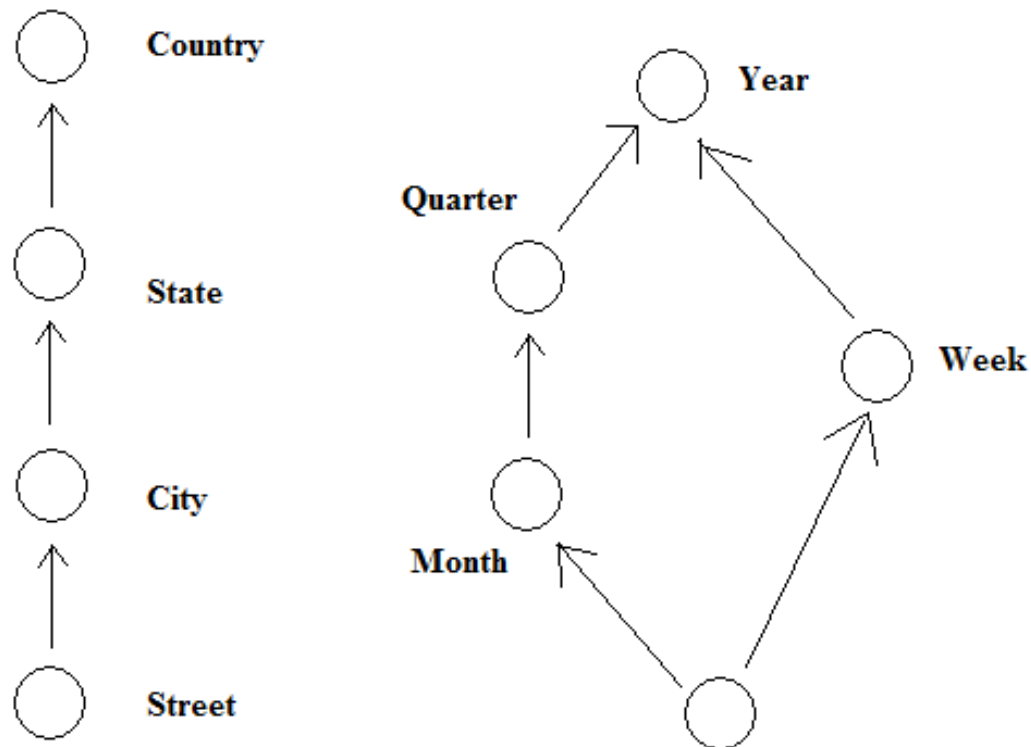 Country
State
City
Street
Year
Quarter
Week
Month